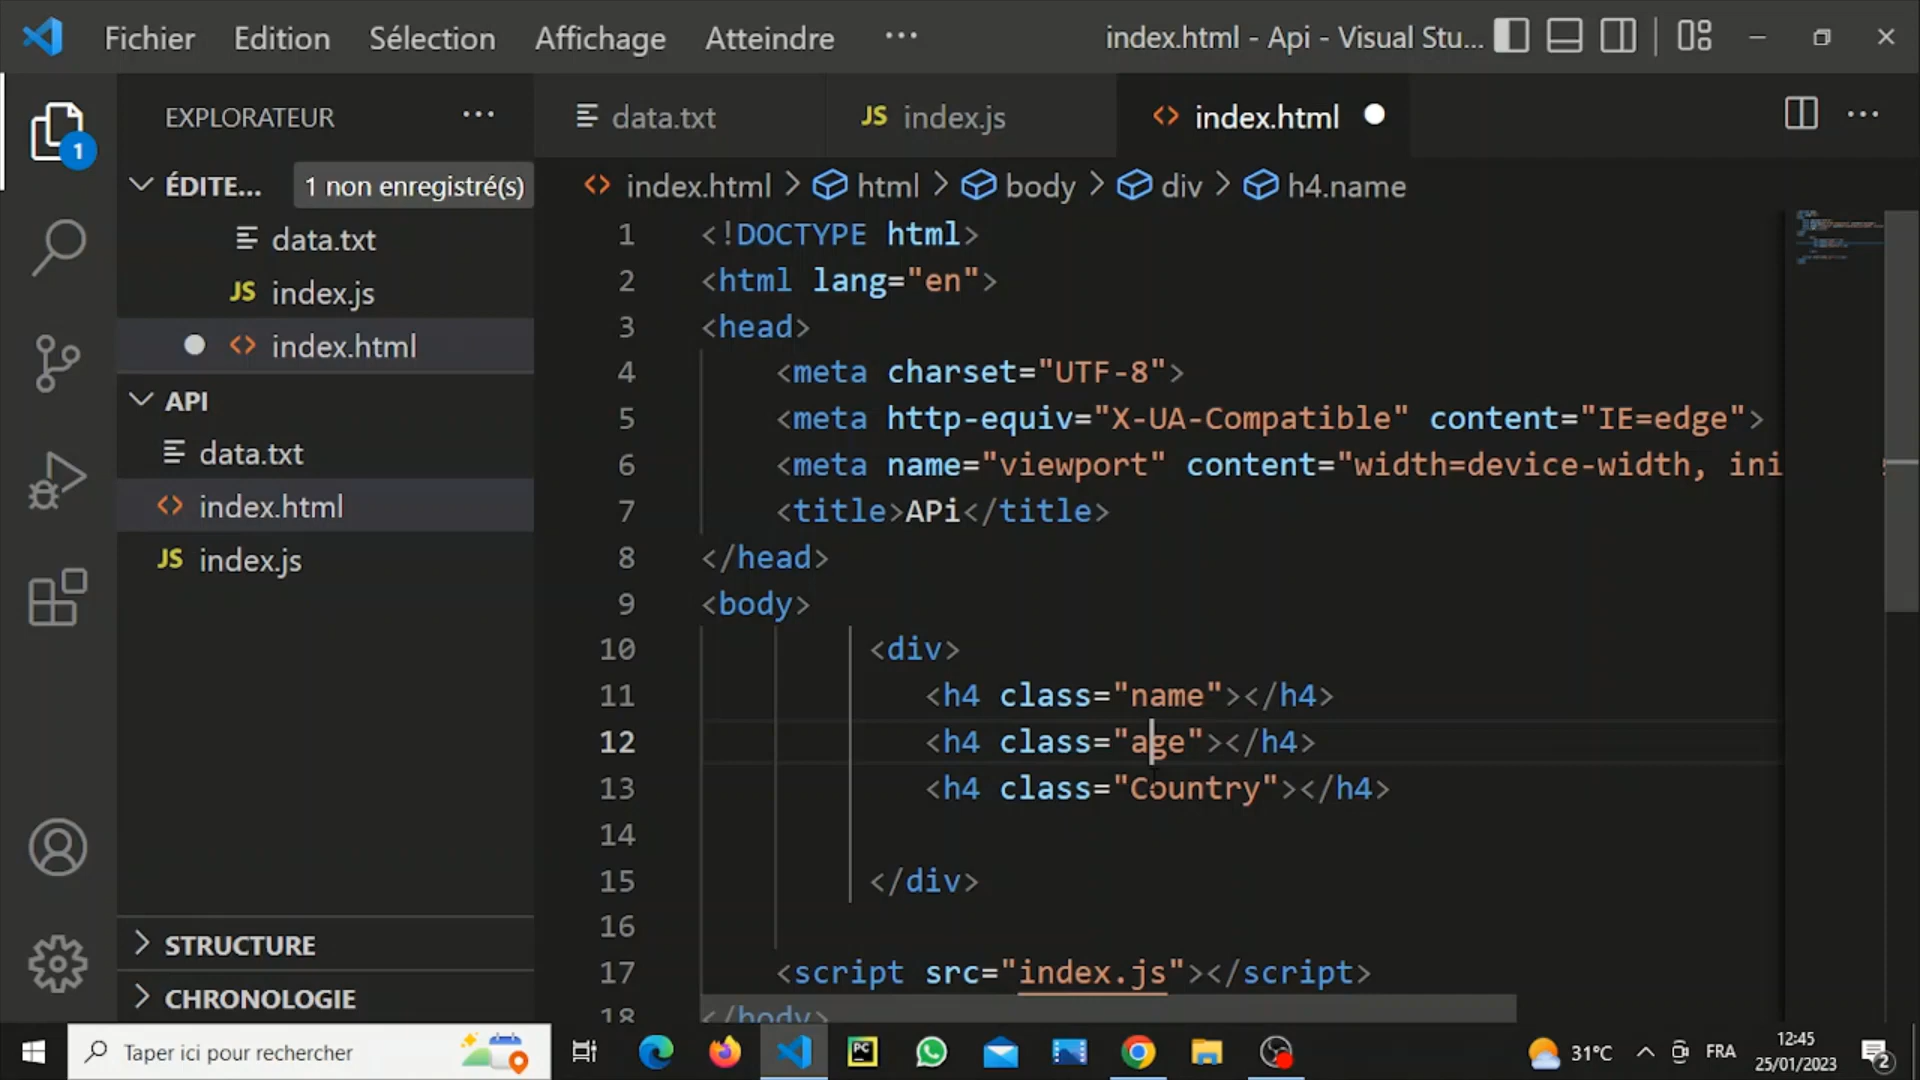 Fichier Edition Sélection Affichage Atteindre ··· index.html - Api - Visual Stu...
EXPLORATEUR ···
data.txt
JS index.js
<> index.html
···
1
ÉDITE... 1 non enregistré(s)
data.txt
JS index.js
<> index.html
API
data.txt
<> index.html
JS index.js
STRUCTURE
CHRONOLOGIE
<> index.html > html > body > div > h4.name
1 <!DOCTYPE html>
2 <html lang="en">
3 <head>
4 <meta charset="UTF-8">
5 <meta http-equiv="X-UA-Compatible" content="IE=edge">
6 <meta name="viewport" content="width=device-width, ini
7 <title>APi</title>
8 </head>
9 <body>
10 <div>
11 <h4 class="name"></h4>
12 <h4 class="age"></h4>
13 <h4 class="Country"></h4>
14
15 </div>
16
17 <script src="index.js"></script>
18 </body>
Taper ici pour rechercher
PC
31°C
FRA
12:45
25/01/2023
2